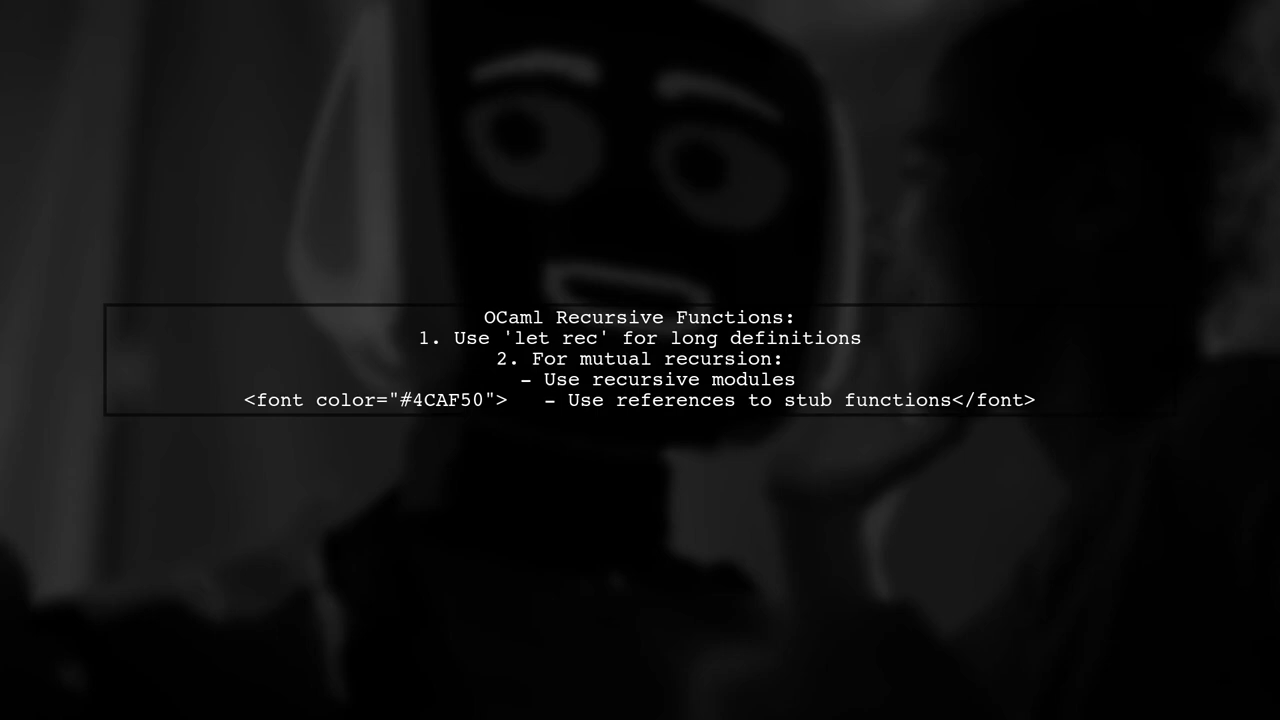 OCaml Recursive Functions:
1. Use 'let rec' for long definitions
2. For mutual recursion:
– Use recursive modules
<font color="#4CAF50">   – Use references to stub functions</font>